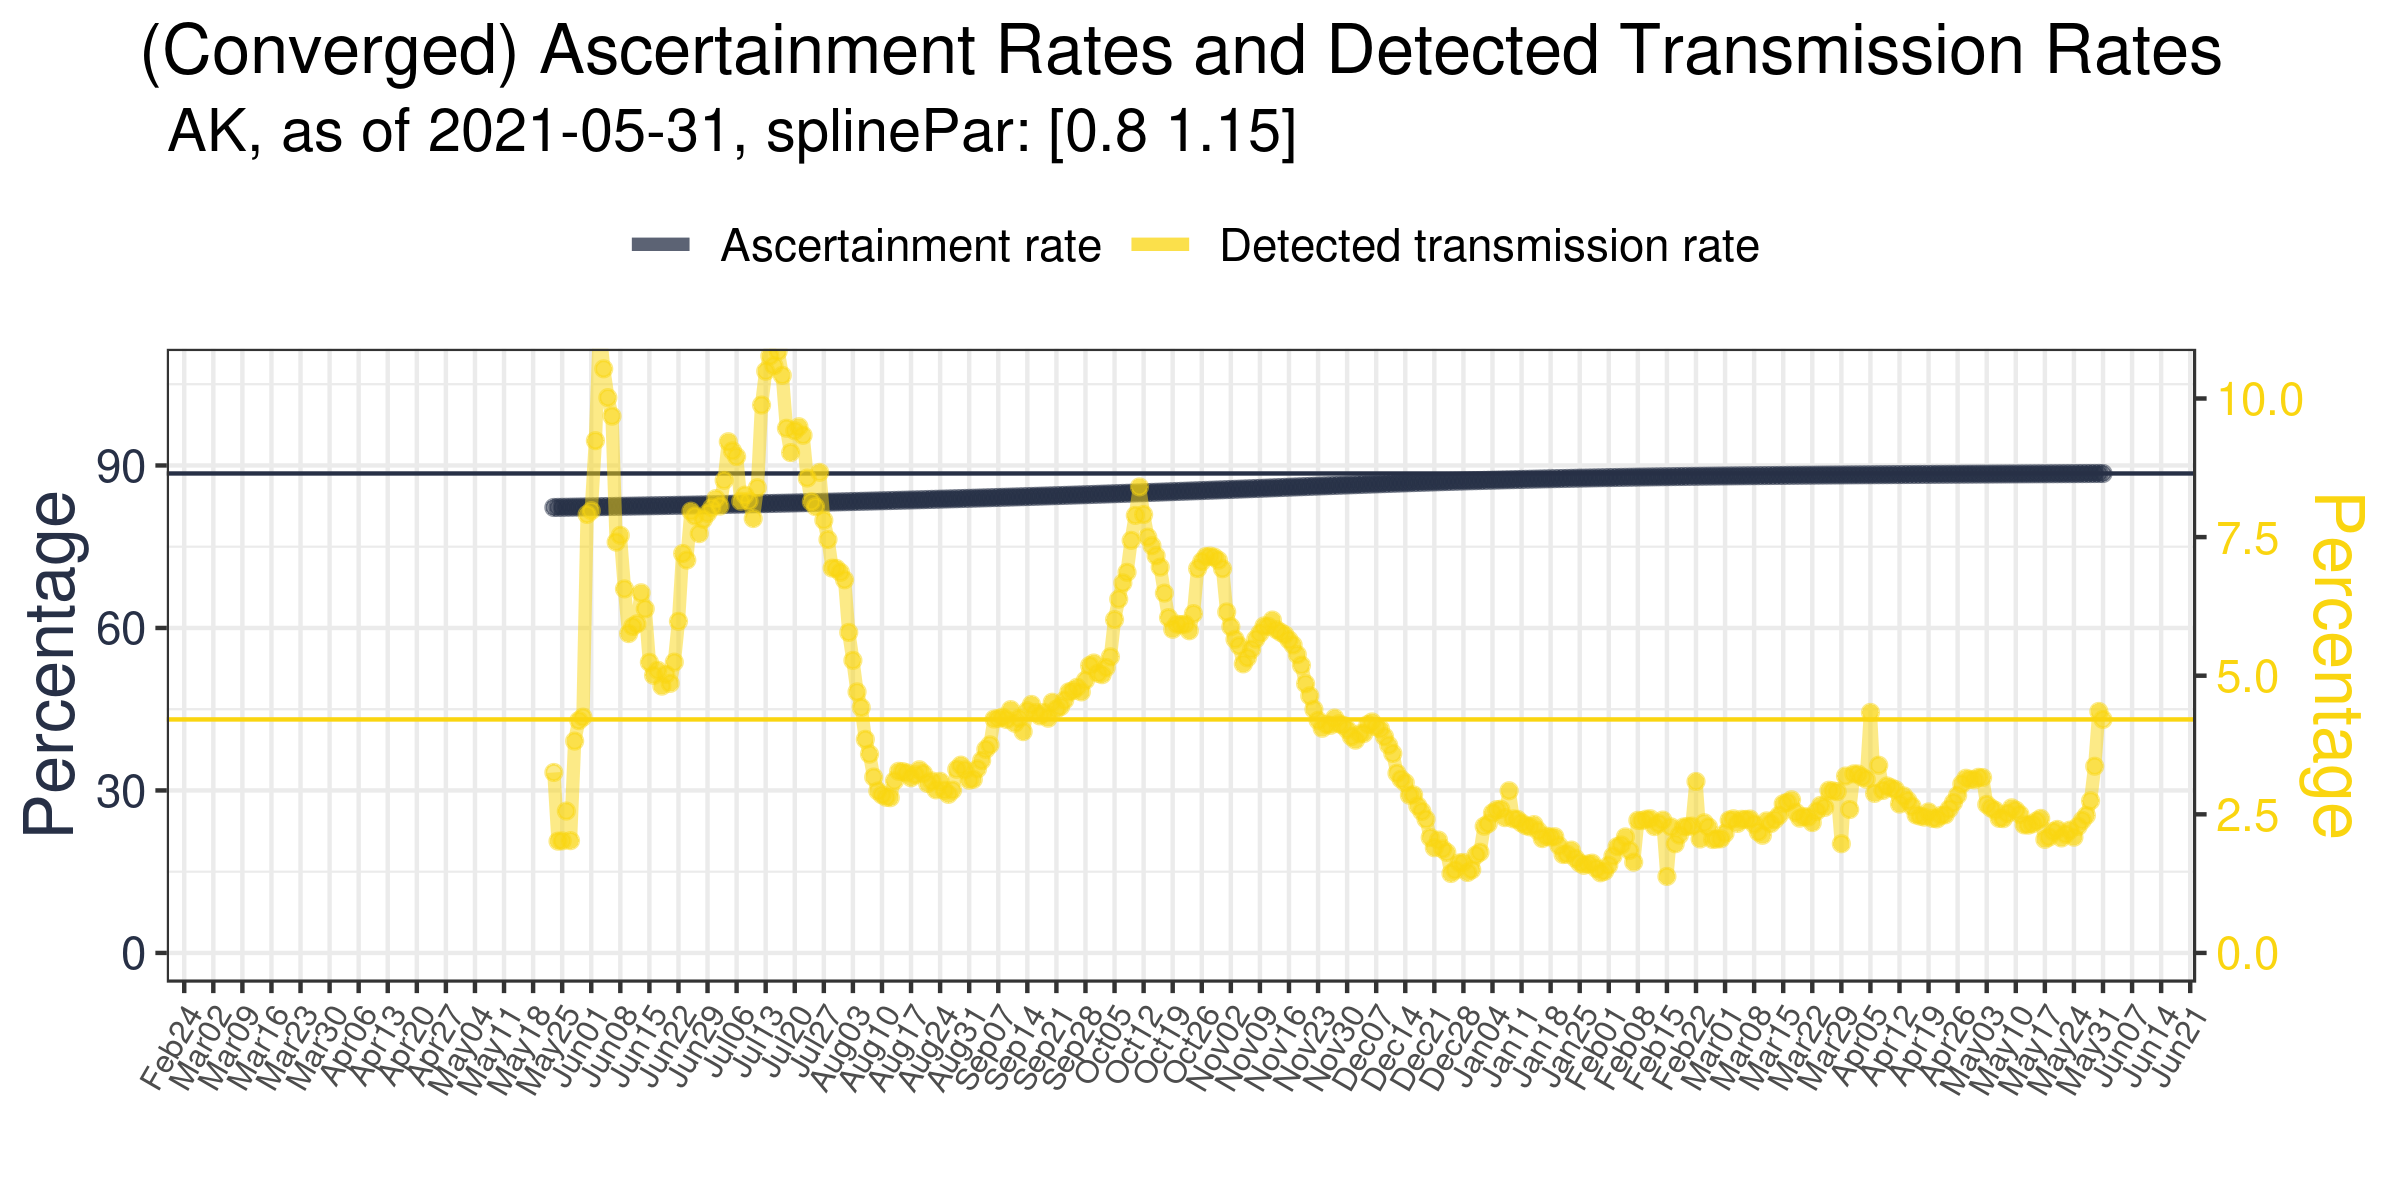 (Converged) Ascertainment Rates and Detected Transmission Rates
AK, as of 2021-05-31, splinePar: [0.8 1.15]
Ascertainment rate
Detected transmission rate
Percentage
90
60
30
0
10.0
7.5
5.0
2.5
0.0
Percentage
Feb24
Mar02
Mar09
Mar16
Mar23
Mar30
Apr06
Apr13
Apr20
Apr27
May04
May11
May18
May25
Jun01
Jun08
Jun15
Jun22
Jun29
Jul06
Jul13
Jul20
Jul27
Aug03
Aug10
Aug17
Aug24
Aug31
Sep07
Sep14
Sep21
Sep28
Oct05
Oct12
Oct19
Oct26
Nov02
Nov09
Nov16
Nov23
Nov30
Dec07
Dec14
Dec21
Dec28
Jan04
Jan11
Jan18
Jan25
Feb01
Feb08
Feb15
Feb22
Mar01
Mar08
Mar15
Mar22
Mar29
Apr05
Apr12
Apr19
Apr26
May03
May10
May17
May24
May31
Jun07
Jun14
Jun21